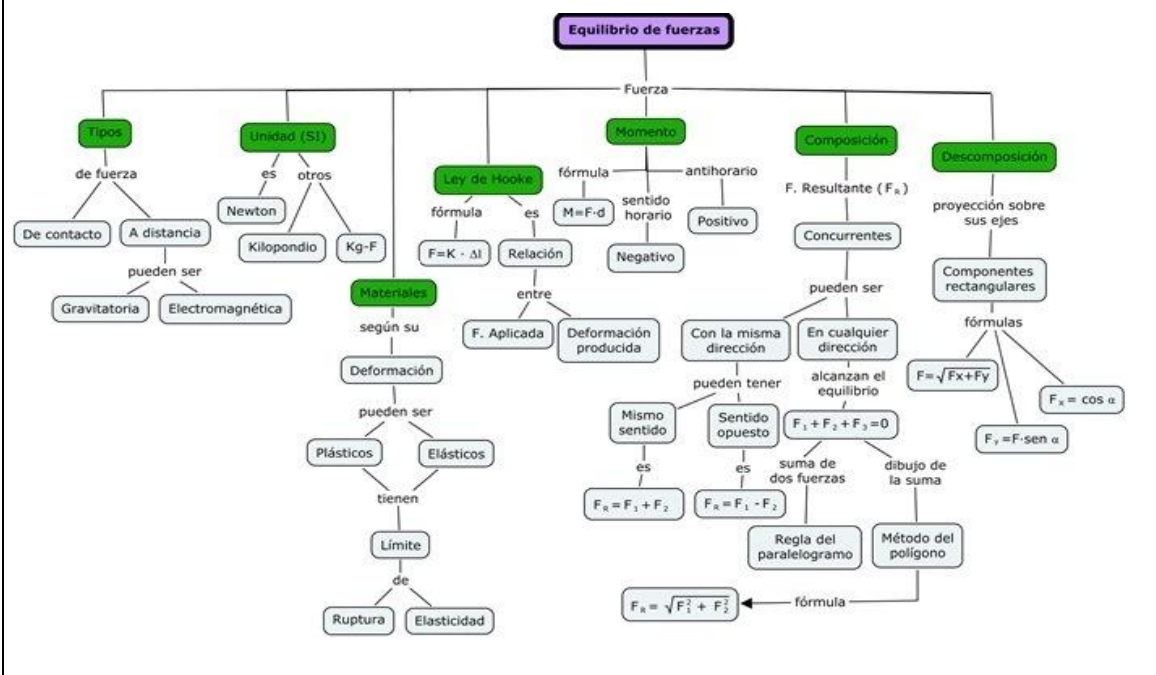 Equilibrio de fuerzas
Fuerza
Tipos
de fuerza
De contacto
A distancia
pueden ser
Gravitatoria
Electromagnética
Unidad (SI)
es
otros
Newton
Kilopondio
Kg-F
Materiales
según su
Deformación
pueden ser
Plásticos
Elásticos
tienen
Límite
de
Ruptura
Elasticidad
Ley de Hooke
fórmula
es
F=K · Δl
Relación
entre
F. Aplicada
Deformación
producida
Momento
fórmula
antihorario
M=F·d
sentido
horario
Positivo
Negativo
Composición
F. Resultante (F_R)
Concurrentes
pueden ser
Con la misma
dirección
En cualquier
dirección
pueden tener
Mismo
sentido
Sentido
opuesto
es
es
F_R=F₁+F₂
F_R=F₁-F₂
alcanzan el
equilibrio
F₁+F₂+F₃=0
suma de
dos fuerzas
dibujo de
la suma
Regla del
paralelogramo
Método del
polígono
fórmula
F_R= √F₁² + F₂²
Descomposición
proyección sobre
sus ejes
Componentes
rectangulares
fórmulas
F=√Fx+Fy
Fₓ= cos α
F_Y=F·sen α